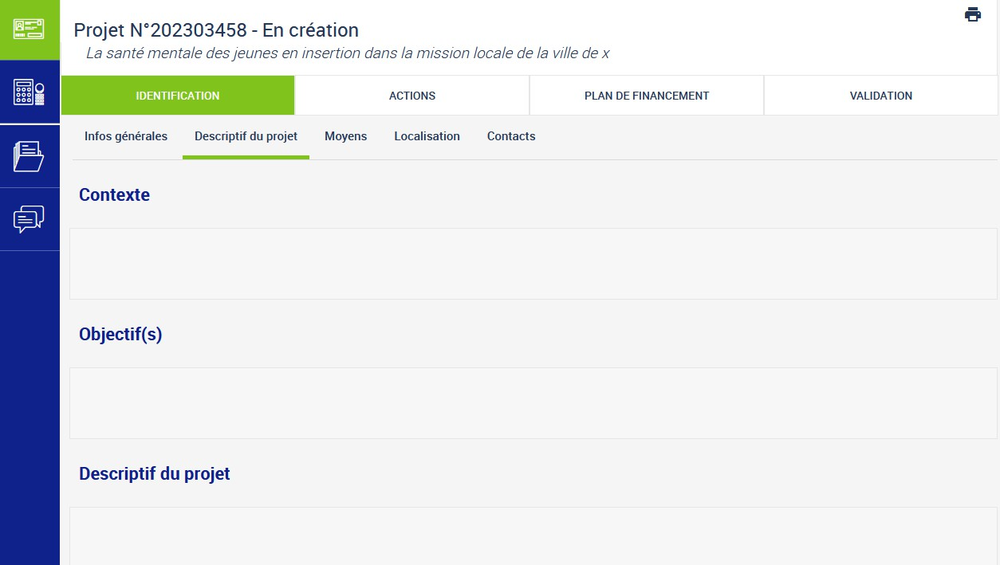 Projet N°202303458 - En création
La santé mentale des jeunes en insertion dans la mission locale de la ville de x
IDENTIFICATION ACTIONS PLAN DE FINANCEMENT VALIDATION
Infos générales Descriptif du projet Moyens Localisation Contacts
Contexte
Objectif(s)
Descriptif du projet